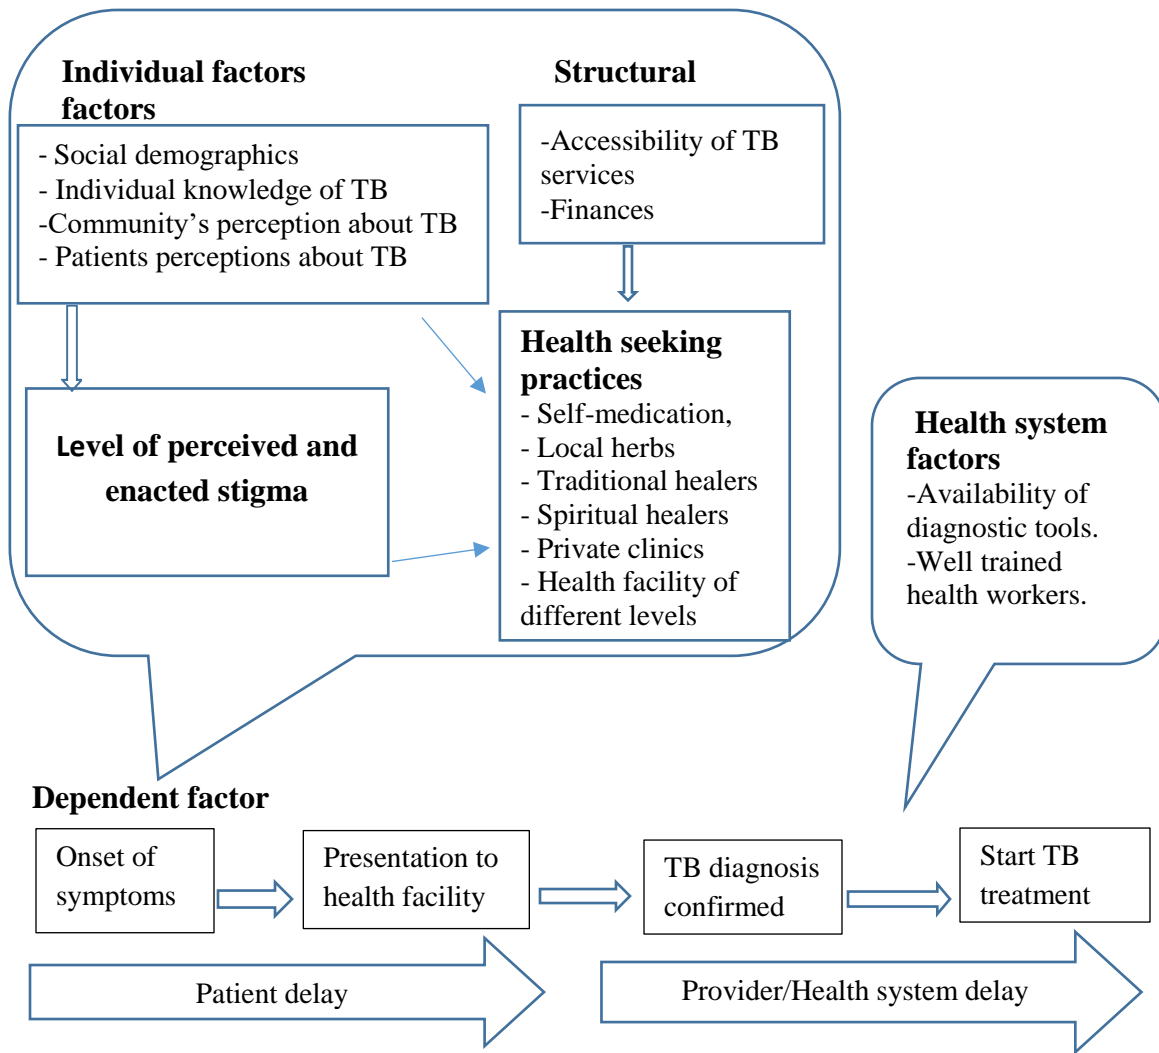 Individual factors
factors
- Social demographics
- Individual knowledge of TB
-Community’s perception about TB
- Patients perceptions about TB
Structural
-Accessibility of TB
services
-Finances
Level of perceived and
enacted stigma
Health seeking
practices
- Self-medication,
- Local herbs
- Traditional healers
- Spiritual healers
- Private clinics
- Health facility of
different levels
Health system
factors
-Availability of
diagnostic tools.
-Well trained
health workers.
Dependent factor
Onset of
symptoms
Presentation to
health facility
TB diagnosis
confirmed
Start TB
treatment
Patient delay
Provider/Health system delay